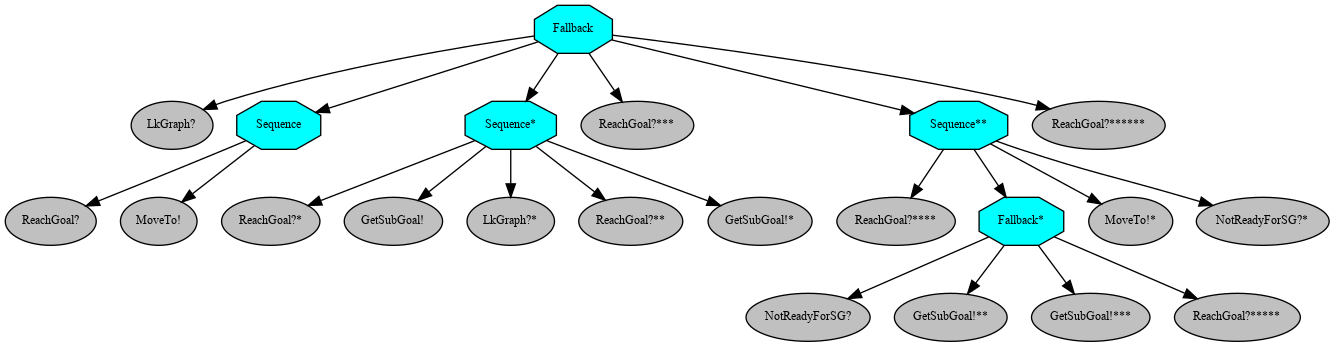 Fallback
LkGraph?
Sequence
Sequence*
ReachGoal?***
Sequence**
ReachGoal?******
ReachGoal?
MoveTo!
ReachGoal?*
GetSubGoal!
LkGraph?*
ReachGoal?**
GetSubGoal!*
ReachGoal?****
Fallback*
MoveTo!*
NotReadyForSG?*
NotReadyForSG?
GetSubGoal!**
GetSubGoal!***
ReachGoal?*****